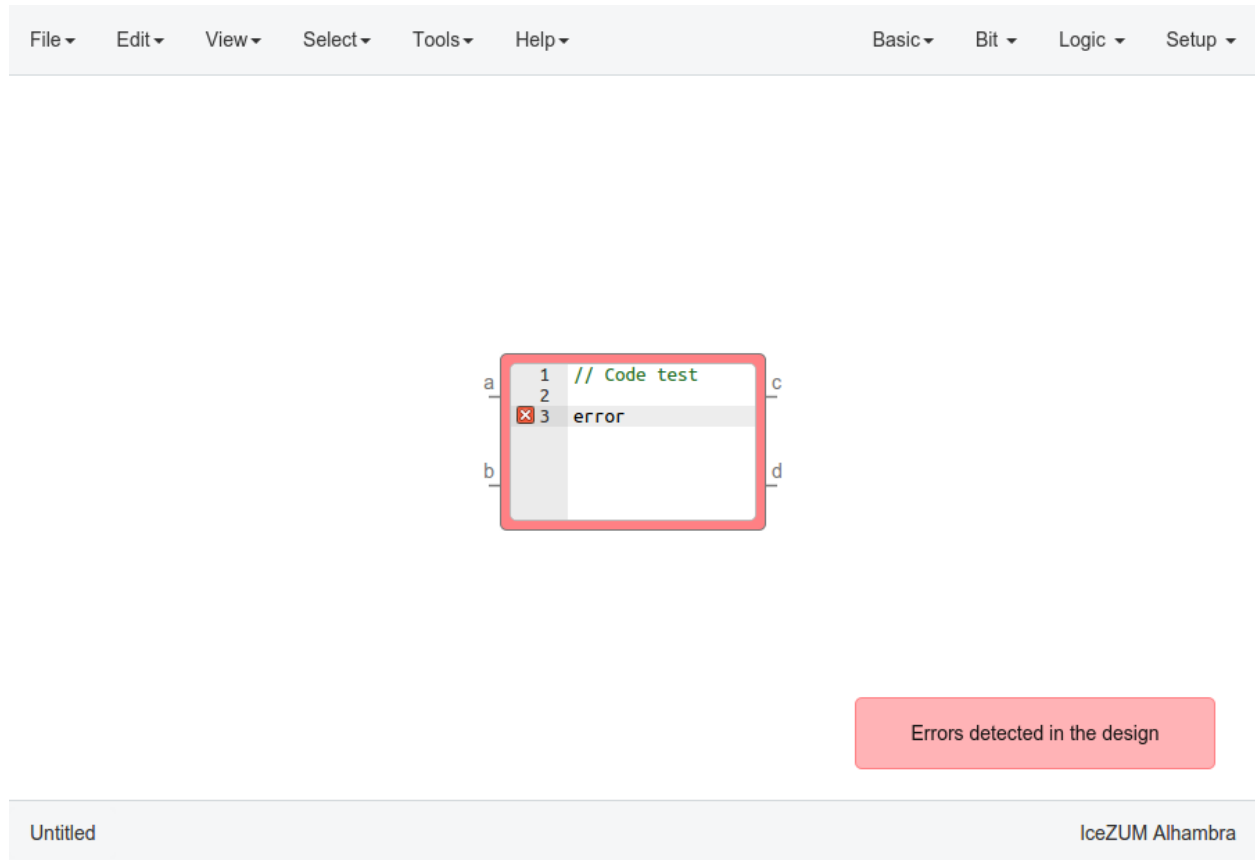 File Edit View Select Tools Help Basic Bit Logic Setup
a
b
1 // Code test
2
3 error
c
d
Errors detected in the design
Untitled IceZUM Alhambra